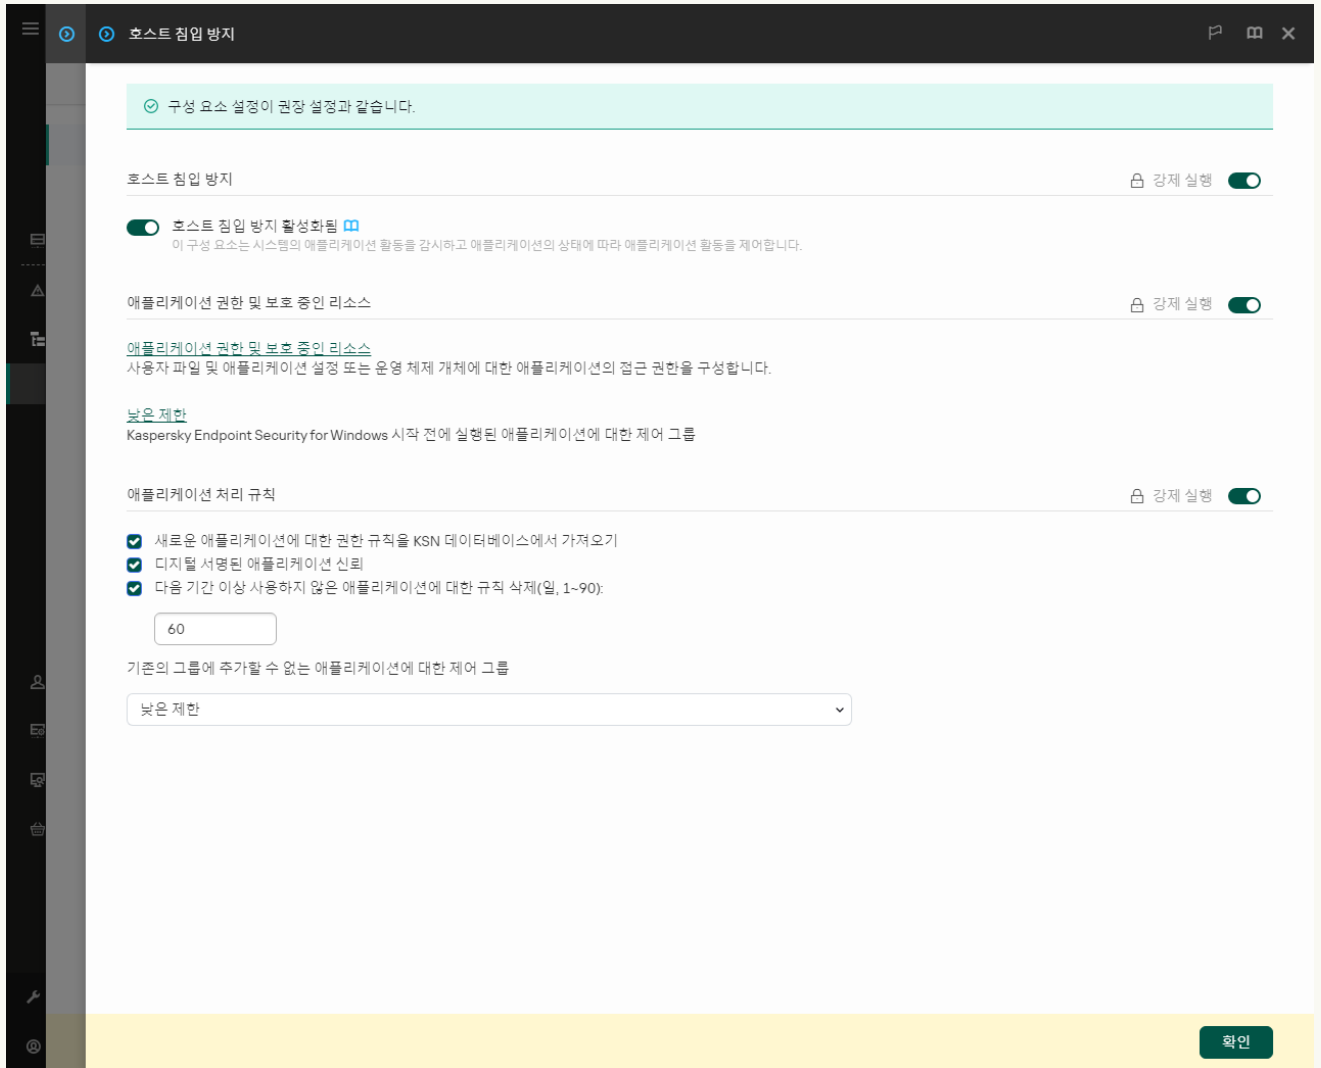 호스트 침입 방지
구성 요소 설정이 권장 설정과 같습니다.
호스트 침입 방지
강제 실행
호스트 침입 방지 활성화됨
이 구성 요소는 시스템의 애플리케이션 활동을 감시하고 애플리케이션의 상태에 따라 애플리케이션 활동을 제어합니다.
애플리케이션 권한 및 보호 중인 리소스
강제 실행
애플리케이션 권한 및 보호 중인 리소스
사용자 파일 및 애플리케이션 설정 또는 운영 체제 개체에 대한 애플리케이션의 접근 권한을 구성합니다.
낮은 제한
Kaspersky Endpoint Security for Windows 시작 전에 실행된 애플리케이션에 대한 제어 그룹
애플리케이션 처리 규칙
강제 실행
새로운 애플리케이션에 대한 권한 규칙을 KSN 데이터베이스에서 가져오기
디지털 서명된 애플리케이션 신뢰
다음 기간 이상 사용하지 않은 애플리케이션에 대한 규칙 삭제(일, 1~90):
60
기존의 그룹에 추가할 수 없는 애플리케이션에 대한 제어 그룹
낮은 제한
확인